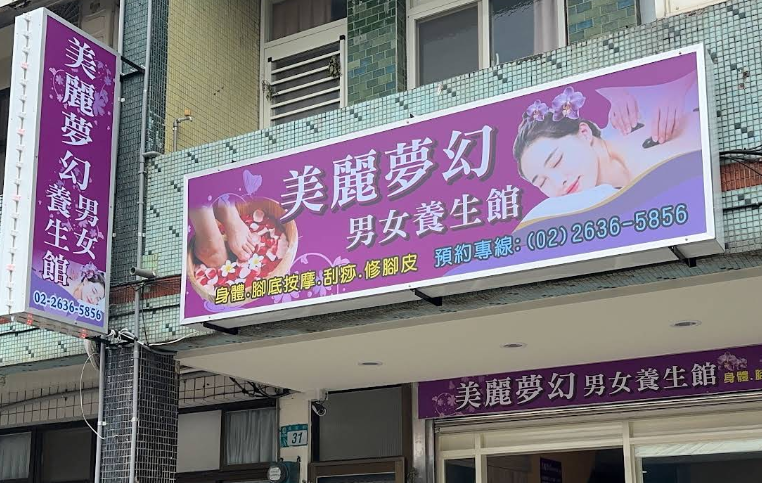 美麗夢幻男女養生館
02-2636-5856
美麗夢幻
男女養生館
身體.腳底按摩.刮痧.修腳皮
預約專線:(02)2636-5856
美麗夢幻 男女養生館 身體.
31